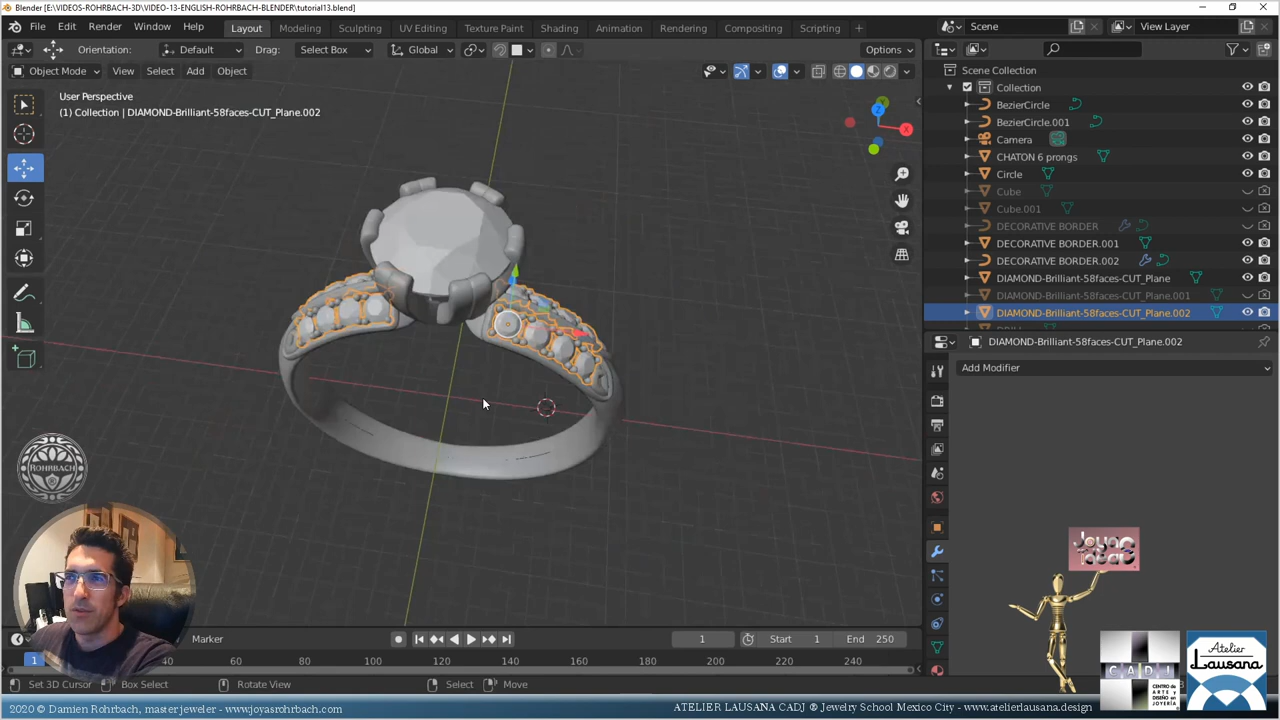 Blender [E:\VIDEOS-ROHRBACH-3D\VIDEO-13-ENGLISH-ROHRBACH-BLENDER\tutorial13.blend]
File Edit Render Window Help Layout Modeling Sculpting UV Editing Texture Paint Shading Animation Rendering Compositing Scripting + Scene View Layer
Orientation: Default Drag: Select Box Global Options
Object Mode View Select Add Object
Scene Collection
User Perspective
(1) Collection | DIAMOND-Brilliant-58faces-CUT_Plane.002
Z
X
Collection
BezierCircle
BezierCircle.001
Camera
CHATON 6 prongs
Circle
Cube
Cube.001
DECORATIVE BORDER
DECORATIVE BORDER.001
DECORATIVE BORDER.002
DIAMOND-Brilliant-58faces-CUT_Plane
DIAMOND-Brilliant-58faces-CUT_Plane.001
DIAMOND-Brilliant-58faces-CUT_Plane.002
DIAMOND-Brilliant-58faces-CUT_Plane.002
Add Modifier
ROHRBACH
Marker 1 Start 1 End 250
1 40 60 80 100 120 140 160 180 200 220 240
Set 3D Cursor Box Select Rotate View Select Move
CADJ
CENTRO DE
ARTE Y
DISEÑO EN
JOYERÍA
Atelier
Lausana
2020 © Damien Rohrbach, master jeweler - www.joyasrohrbach.com
ATELIER LAUSANA CADJ ® Jewelry School Mexico City - www.atelierlausana.design